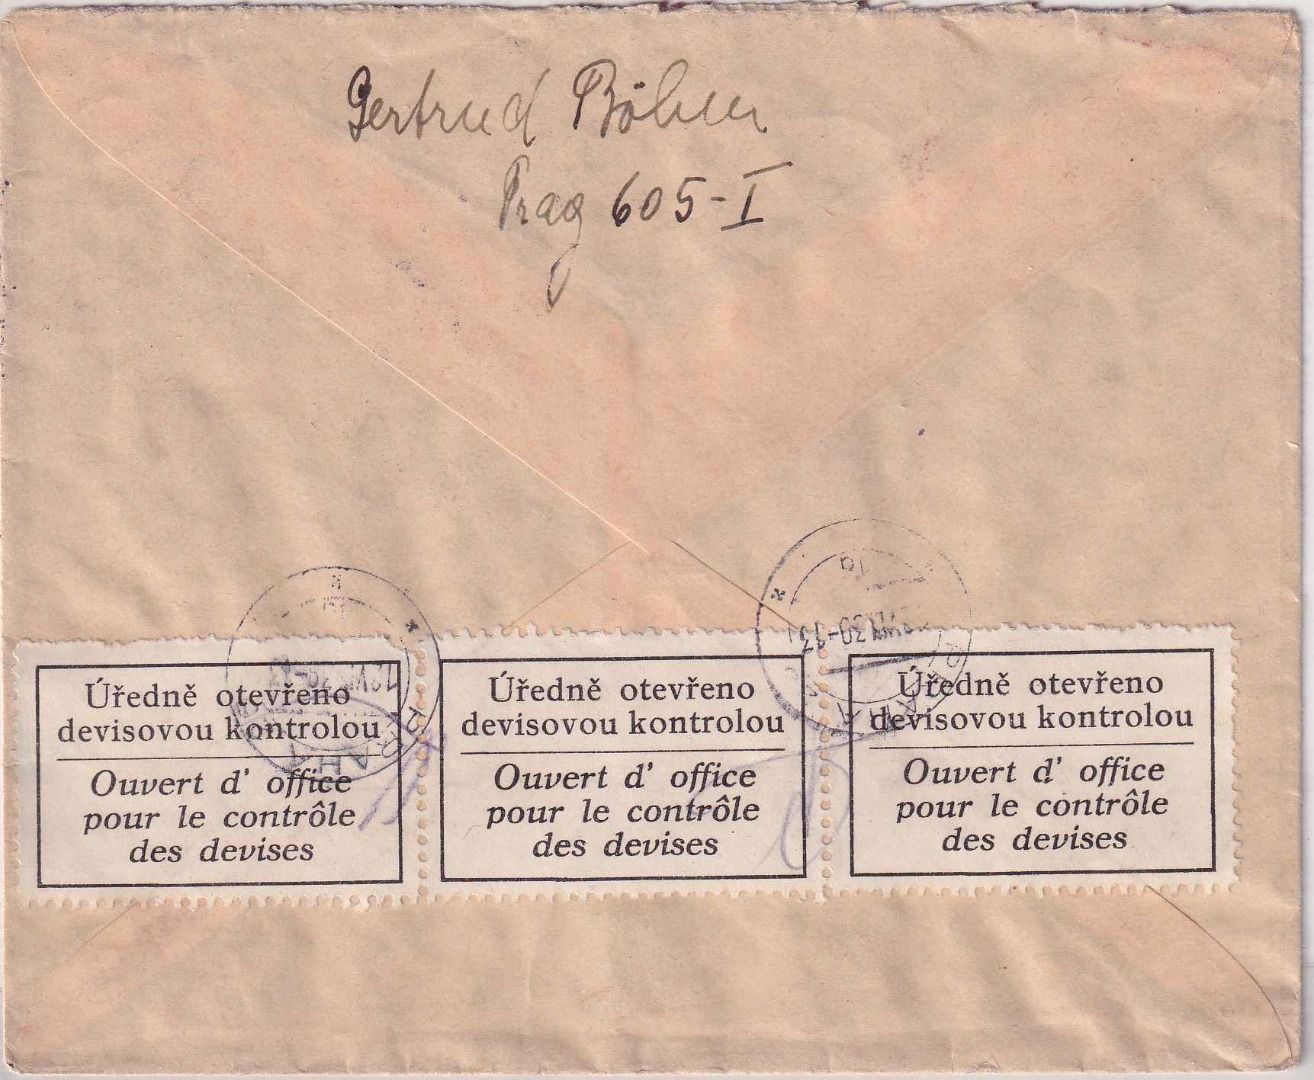 Gertrud Böhm
Prag 605-I
Úředně otevřeno
devisovou kontrolou
Ouvert d' office
pour le contrôle
des devises
Úředně otevřeno
devisovou kontrolou
Ouvert d' office
pour le contrôle
des devises
Úředně otevřeno
devisovou kontrolou
Ouvert d' office
pour le contrôle
des devises
PRAHA